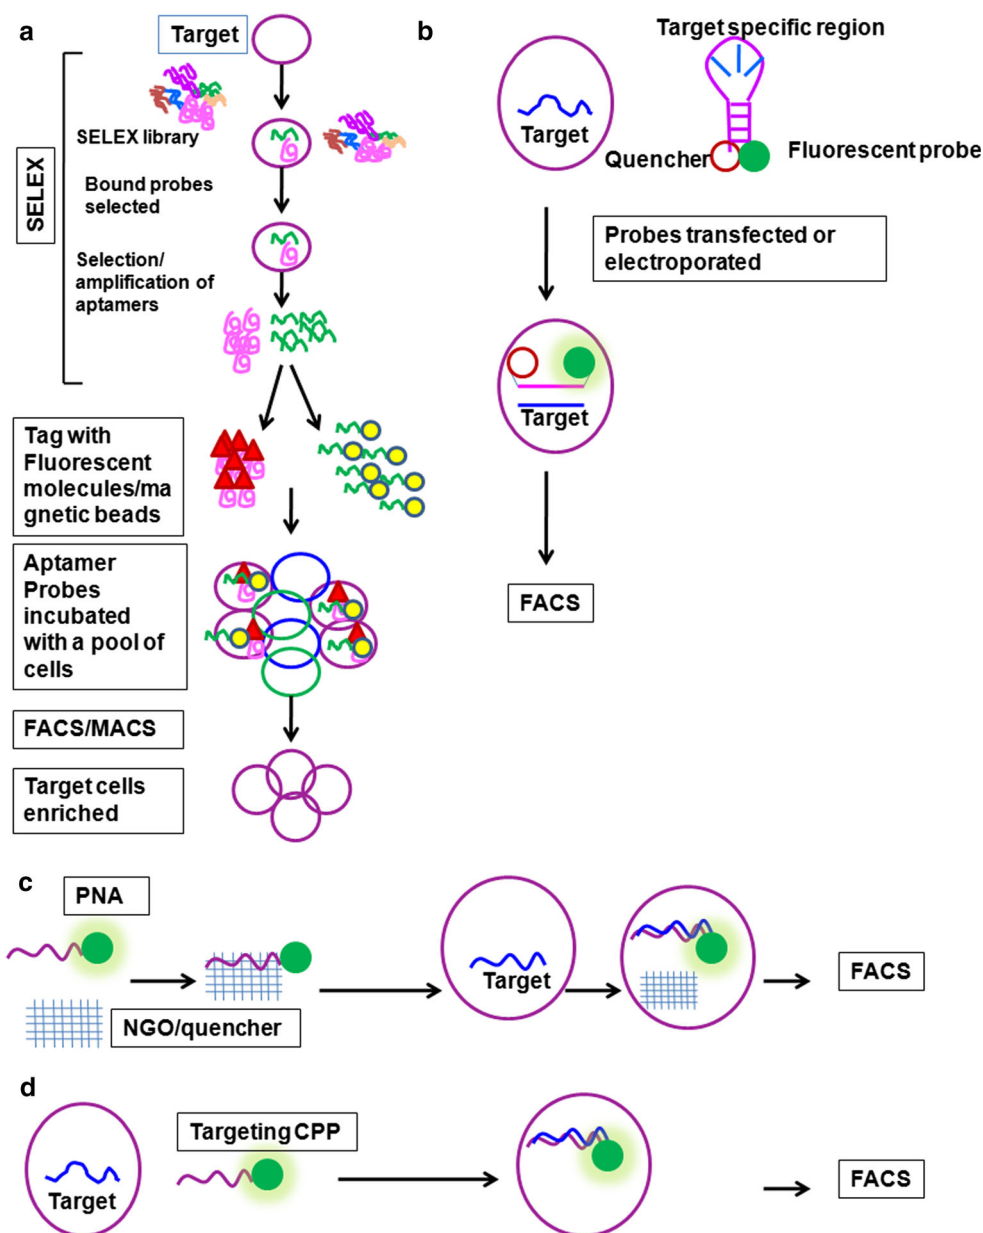 a
Target
SELEX library
SELEX
Bound probes
selected
Selection/
amplification of
aptamers
Tag with
Fluorescent
molecules/ma
gnetic beads
Aptamer
Probes
incubated
with a pool of
cells
FACS/MACS
Target cells
enriched
b
Target specific region
Target
Quencher
Fluorescent probe
Probes transfected or
electroporated
Target
FACS
c
PNA
NGO/quencher
Target
FACS
d
Target
Targeting CPP
FACS